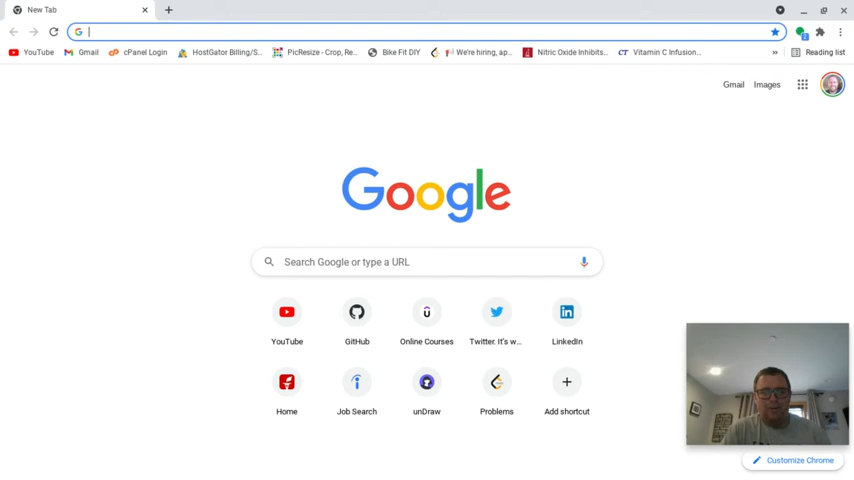 New Tab
YouTube Gmail cPanel Login HostGator Billing/S... PicResize - Crop, Re... Bike Fit DIY We're hiring, ap... Nitric Oxide Inhibits... CT Vitamin C Infusion... » Reading list
Gmail Images
Google
Search Google or type a URL
YouTube GitHub Online Courses Twitter. It's w... LinkedIn
Home Job Search unDraw Problems Add shortcut
Customize Chrome